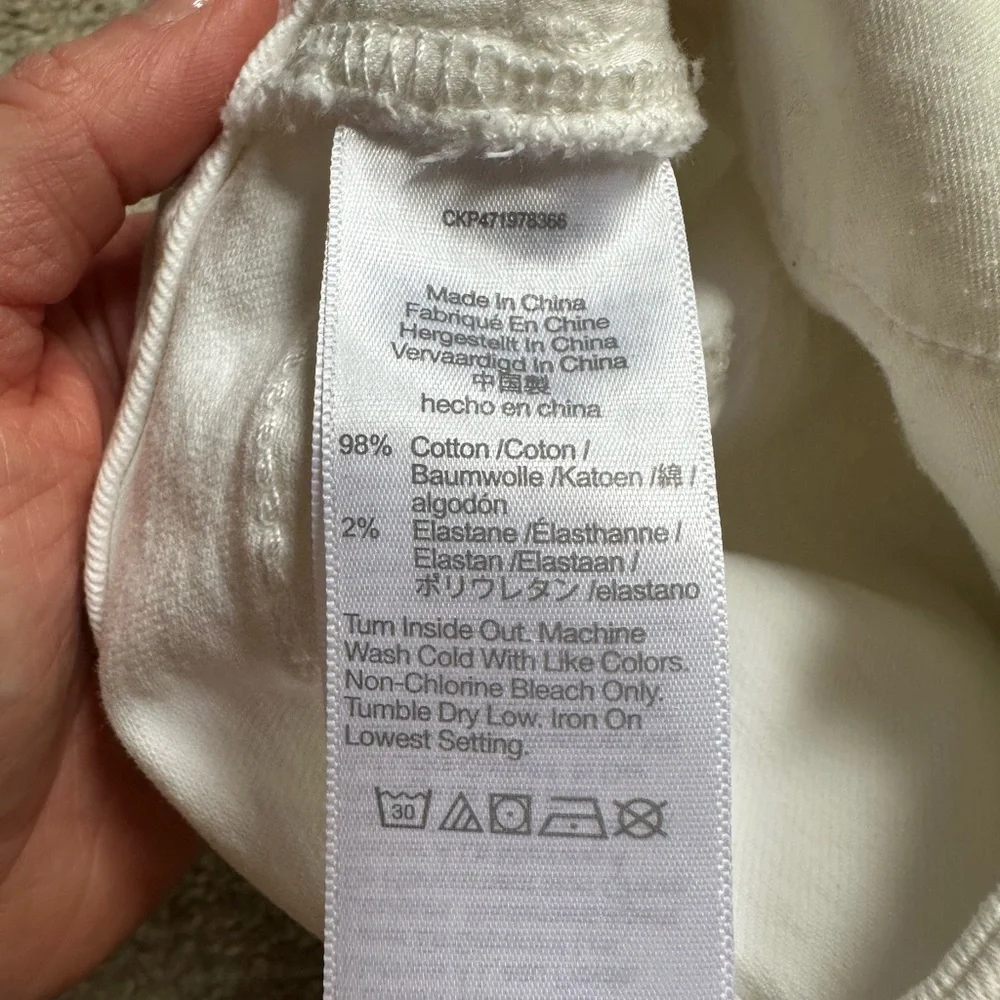 CKP471978366
Made In China
Fabriqué En Chine
Hergestellt In China
Vervaardigd In China
中国製
hecho en china
98% Cotton /Coton /
Baumwolle /Katoen /綿 /
algodón
2% Elastane /Élasthanne /
Elastan /Elastaan /
ポリウレタン /elastano
Turn Inside Out. Machine
Wash Cold With Like Colors.
Non-Chlorine Bleach Only.
Tumble Dry Low. Iron On
Lowest Setting.
30